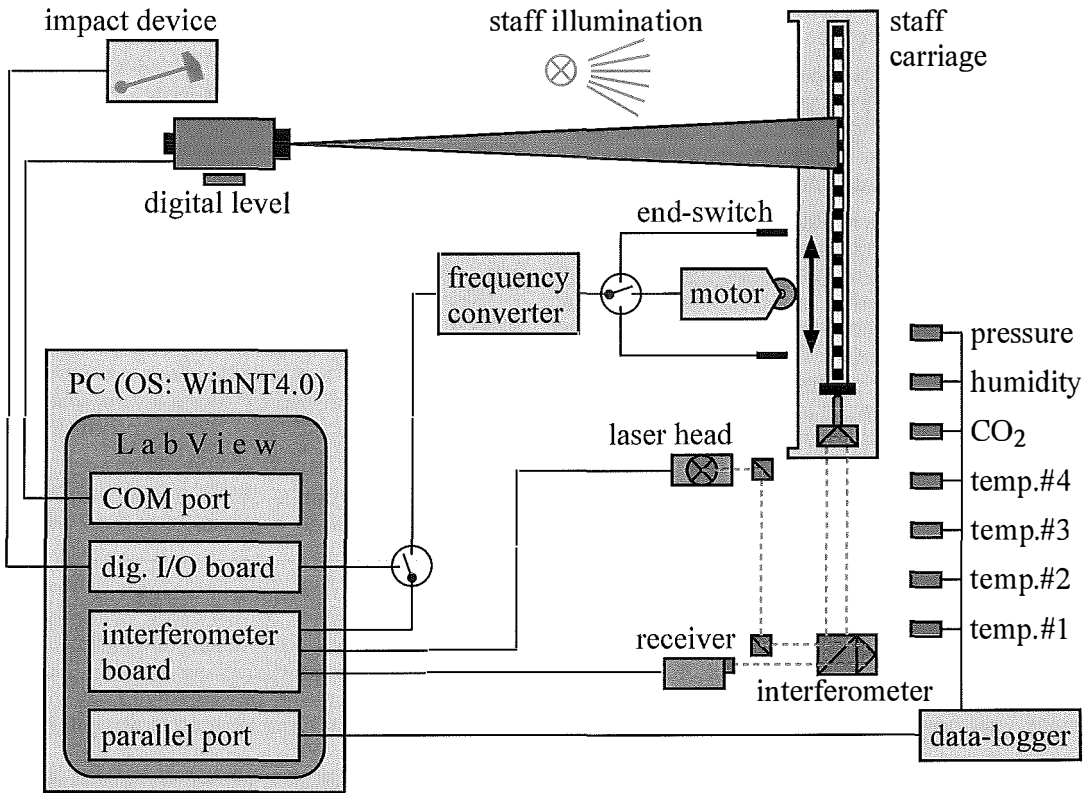 impact device
staff illumination
staff
carriage
digital level
end-switch
frequency
converter
motor
pressure
humidity
CO₂
temp.#4
temp.#3
temp.#2
temp.#1
PC (OS: WinNT4.0)
LabView
COM port
dig. I/O board
interferometer
board
parallel port
laser head
receiver
interferometer
data-logger